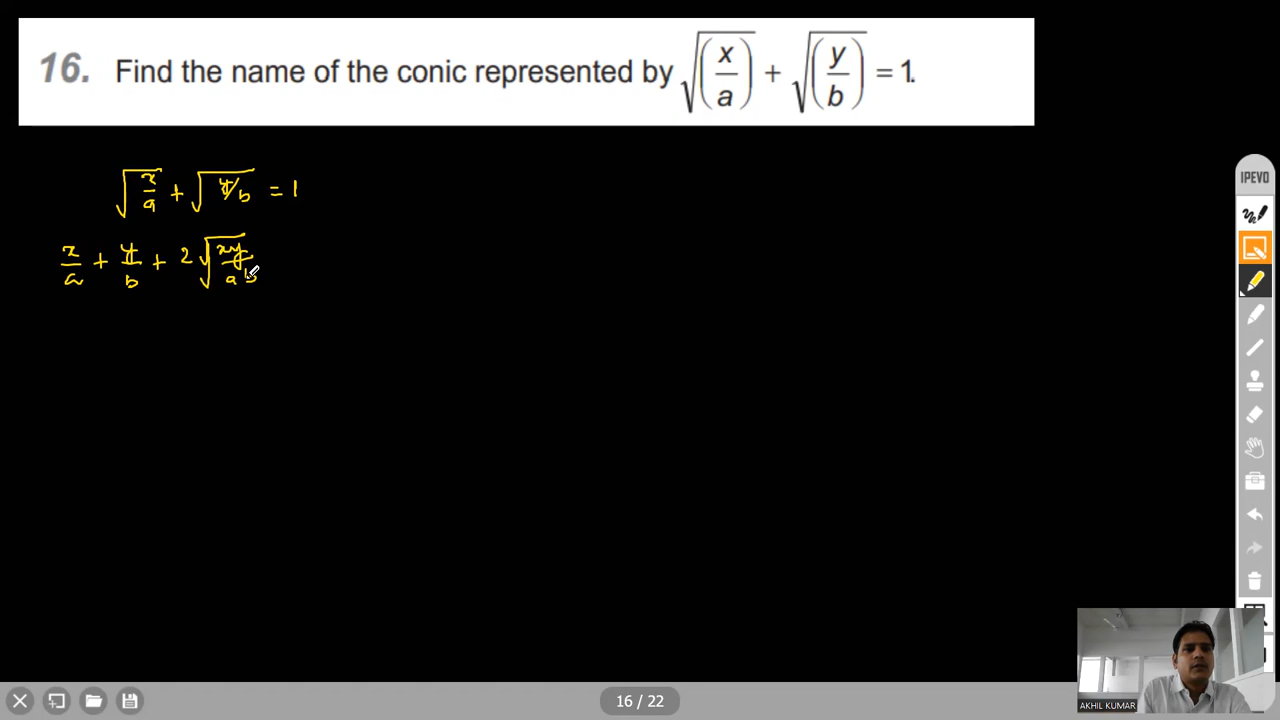 16. Find the name of the conic represented by √(x/a) + √(y/b) = 1.
√(x/a) + √(y/b) = 1
x/a + y/b + 2√(xy/ab)
IPEVO
16 / 22
AKHIL KUMAR